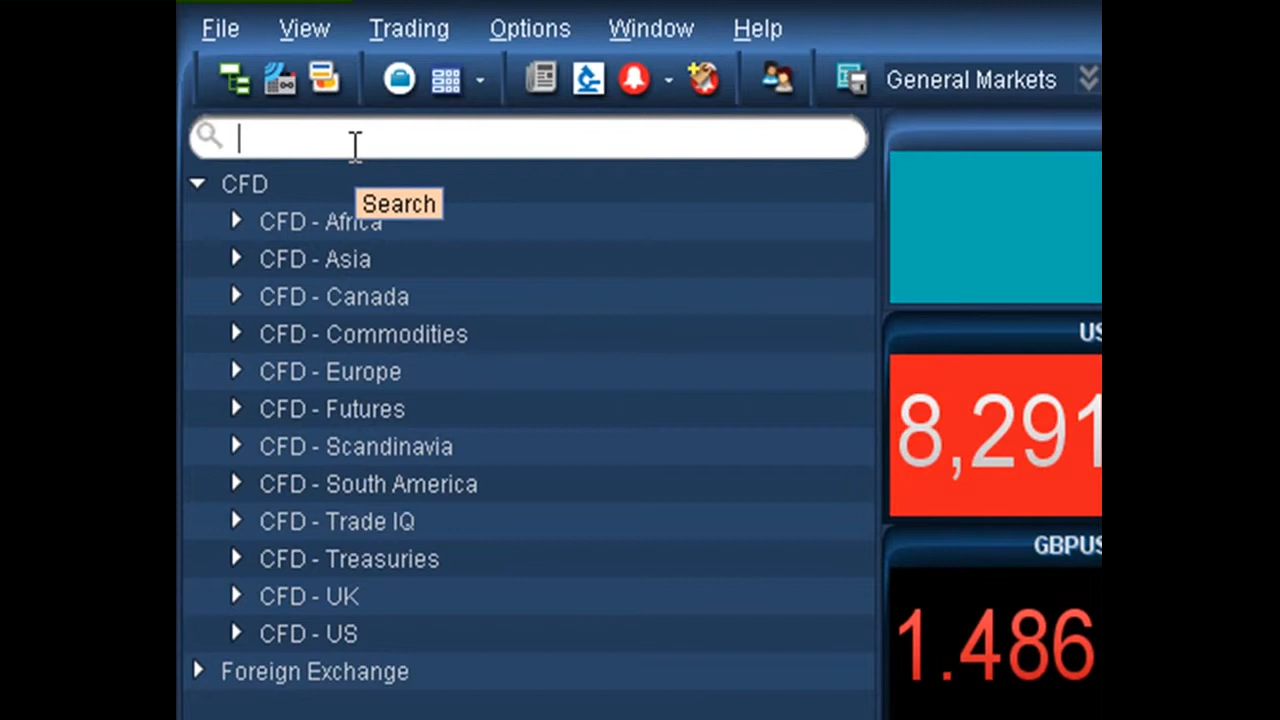 File View Trading Options Window Help
General Markets
CFD
Search
CFD - Africa
CFD - Asia
CFD - Canada
CFD - Commodities
CFD - Europe
CFD - Futures
CFD - Scandinavia
CFD - South America
CFD - Trade IQ
CFD - Treasuries
CFD - UK
CFD - US
Foreign Exchange
US
8,291
GBPUS
1.486